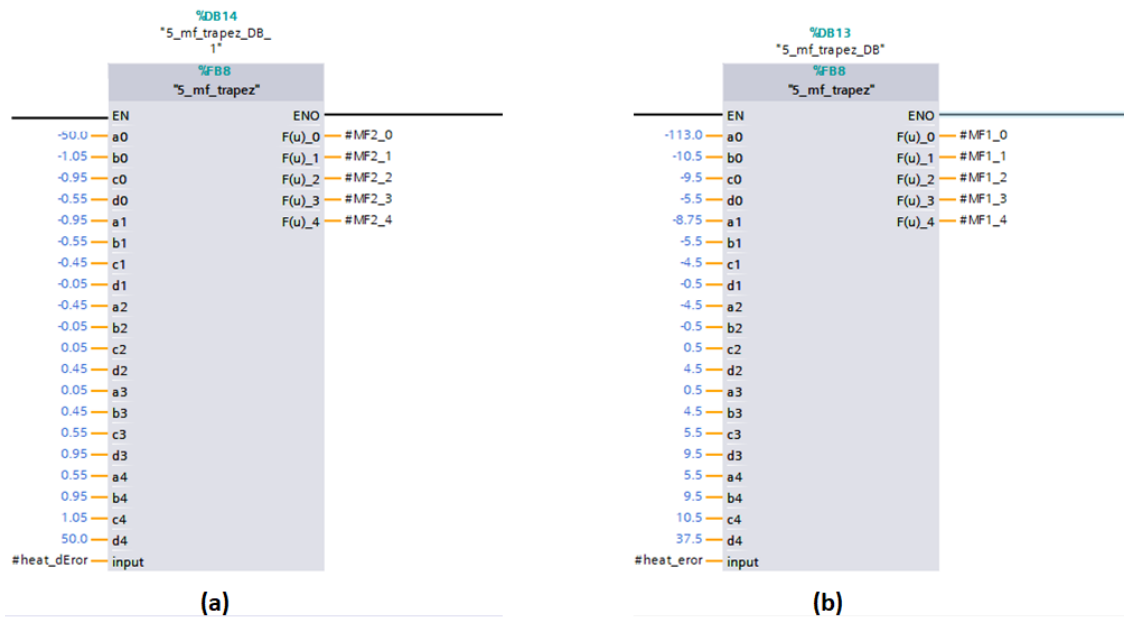 %DB14
"5_mf_trapez_DB_
1"
%FB8
"5_mf_trapez"
EN ENO
-50.0 a0 F(u)_0 #MF2_0
-1.05 b0 F(u)_1 #MF2_1
-0.95 c0 F(u)_2 #MF2_2
-0.55 d0 F(u)_3 #MF2_3
-0.95 a1 F(u)_4 #MF2_4
-0.55 b1
-0.45 c1
-0.05 d1
-0.45 a2
-0.05 b2
0.05 c2
0.45 d2
0.05 a3
0.45 b3
0.55 c3
0.95 d3
0.55 a4
0.95 b4
1.05 c4
50.0 d4
#heat_dEror input
(a)
%DB13
"5_mf_trapez_DB"
%FB8
"5_mf_trapez"
EN ENO
-113.0 a0 F(u)_0 #MF1_0
-10.5 b0 F(u)_1 #MF1_1
-9.5 c0 F(u)_2 #MF1_2
-5.5 d0 F(u)_3 #MF1_3
-8.75 a1 F(u)_4 #MF1_4
-5.5 b1
-4.5 c1
-0.5 d1
-4.5 a2
-0.5 b2
0.5 c2
4.5 d2
0.5 a3
4.5 b3
5.5 c3
9.5 d3
5.5 a4
9.5 b4
10.5 c4
37.5 d4
#heat_eror input
(b)